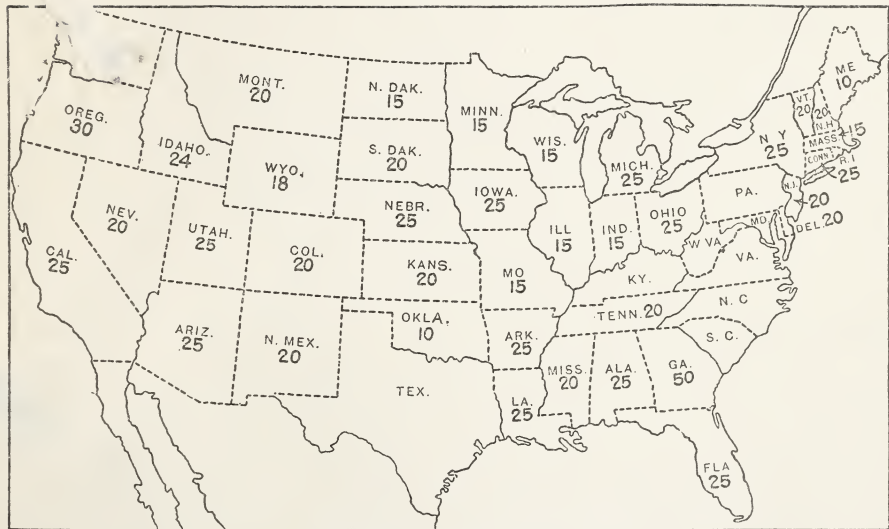 MONT.
20
N. DAK.
15
MINN.
15
ME
10
VT.
20
20
N.H.
MASS.
15
CONN.
R.I
25
OREG.
30
IDAHO.
24
WYO.
18
S. DAK.
20
WIS.
15
MICH.
25
N Y
25
NEV.
20
UTAH.
25
COL.
20
NEBR.
25
IOWA.
25
ILL
15
IND.
15
OHIO
25
PA.
N.J.
20
MD.
DEL. 20
CAL.
25
KANS.
20
MO
15
KY.
W VA.
VA.
ARIZ.
25
N. MEX.
20
OKLA.
10
ARK.
25
TENN. 20
N. C
S. C.
TEX.
LA.
25
MISS.
20
ALA.
25
GA.
50
FLA
25